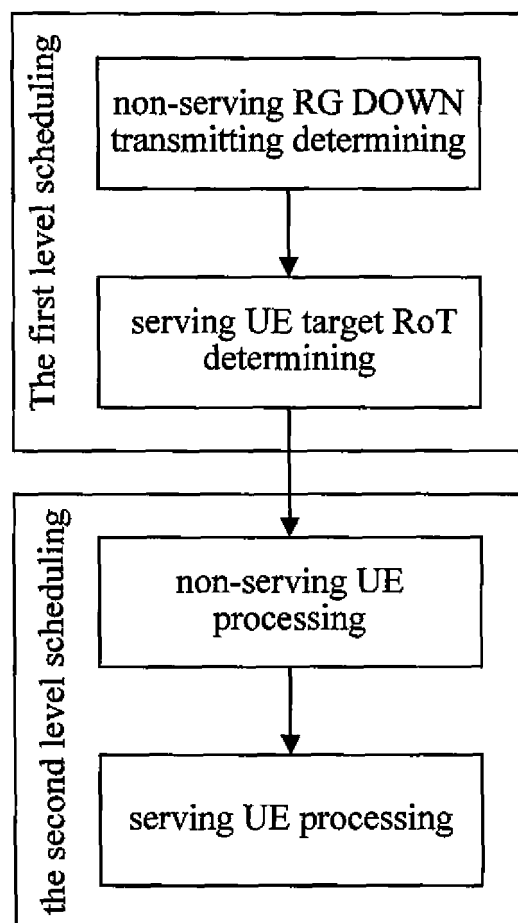 The first level scheduling
non-serving RG DOWN
transmitting determining
serving UE target RoT
determining
the second level scheduling
non-serving UE
processing
serving UE processing